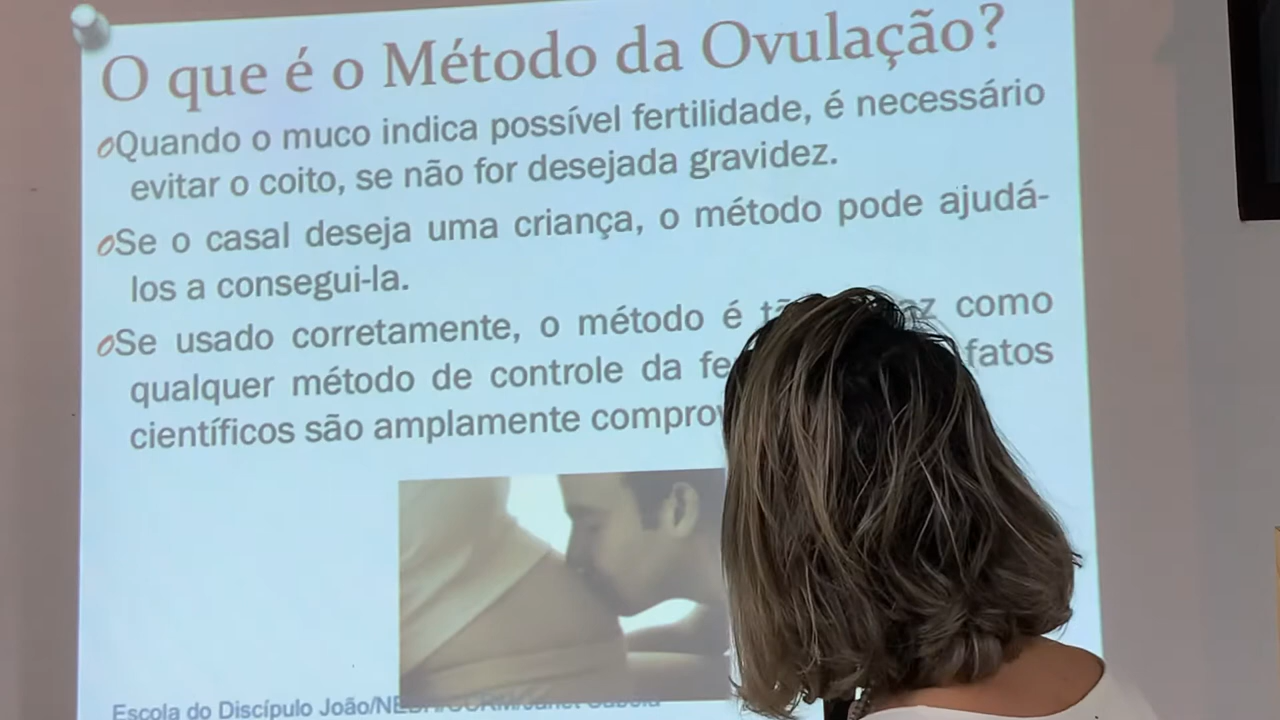 O que é o Método da Ovulação?
Quando o muco indica possível fertilidade, é necessário
evitar o coito, se não for desejada gravidez.
Se o casal deseja uma criança, o método pode ajudá-
los a consegui-la.
Se usado corretamente, o método é como
qualquer método de controle da fatos
científicos são amplamente
Escola do Discípulo João